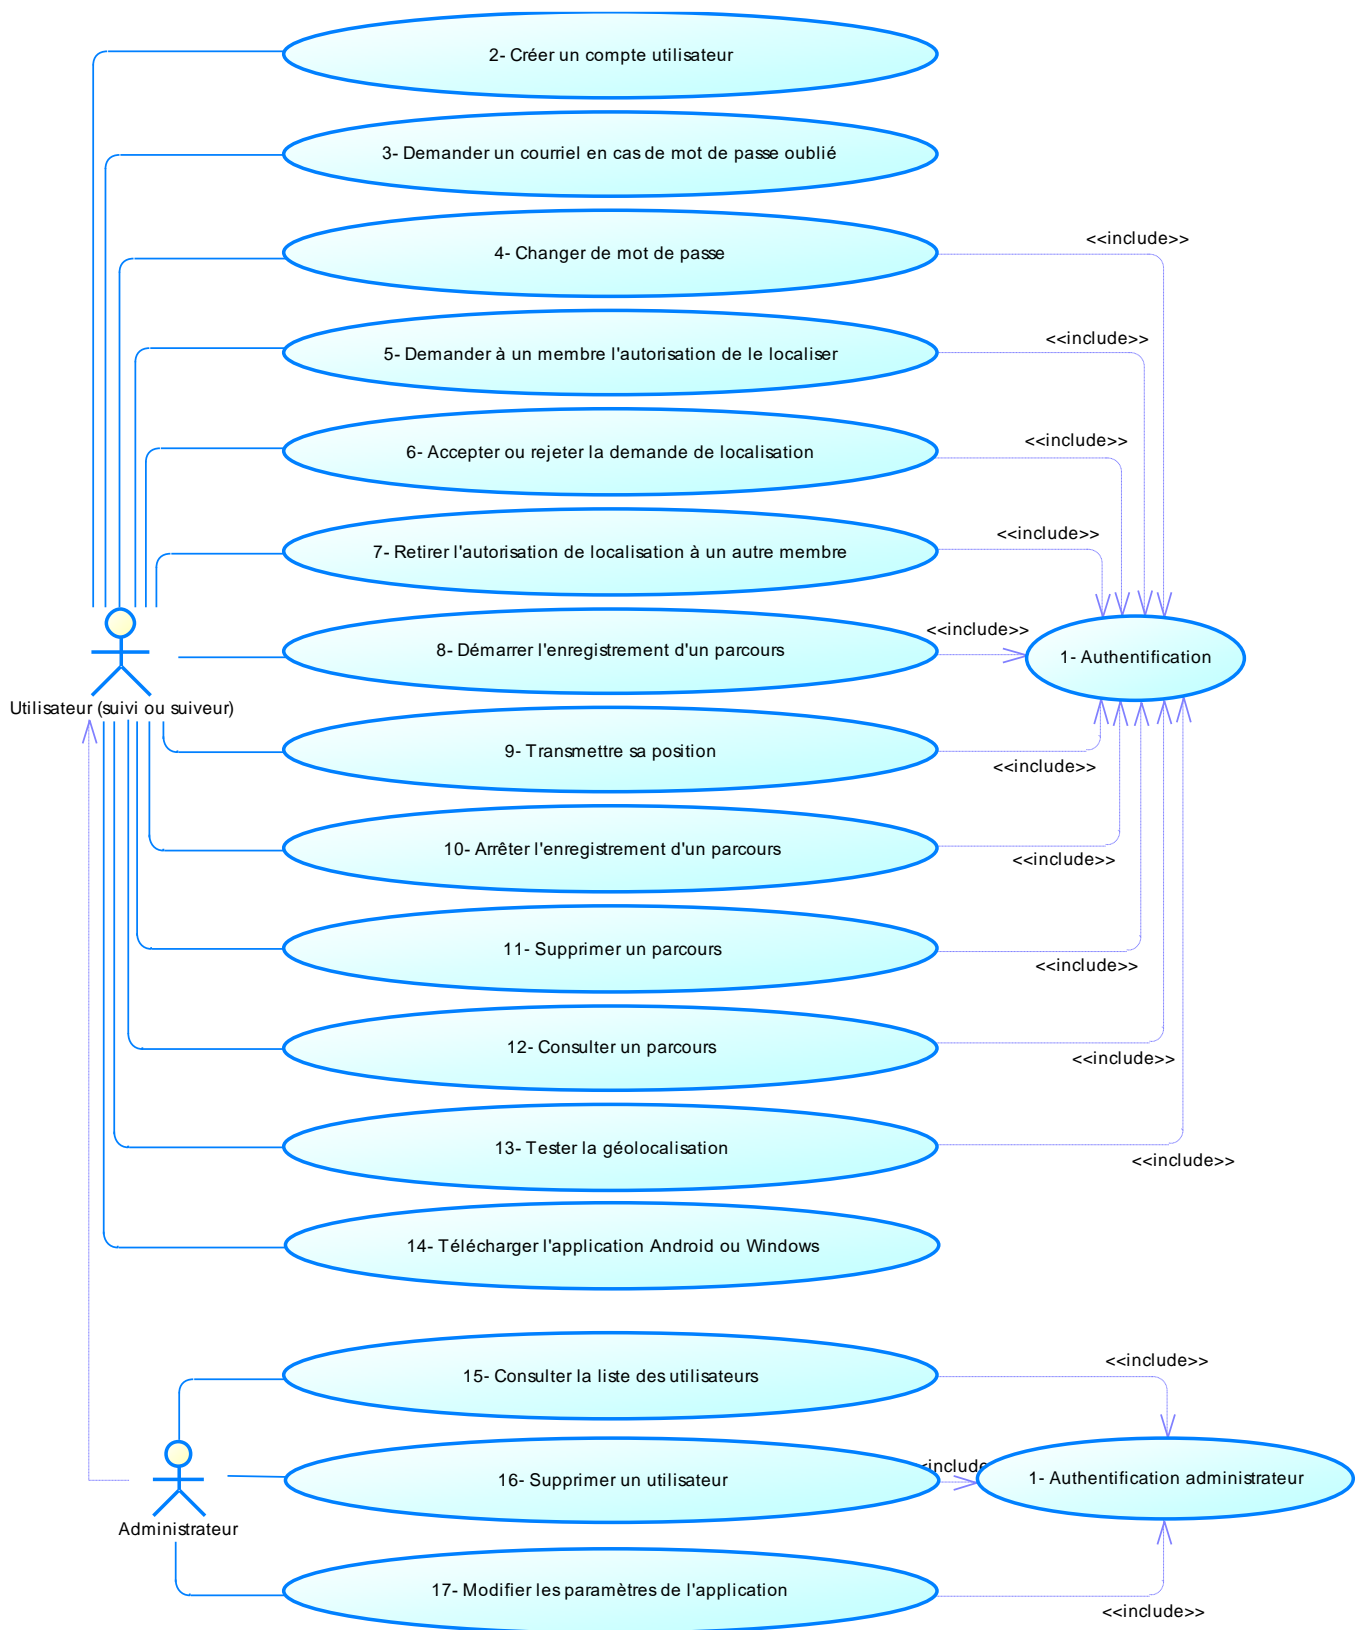 2- Créer un compte utilisateur
3- Demander un courriel en cas de mot de passe oublié
4- Changer de mot de passe
<<include>>
5- Demander à un membre l'autorisation de le localiser
<<include>>
6- Accepter ou rejeter la demande de localisation
<<include>>
7- Retirer l'autorisation de localisation à un autre membre
<<include>>
8- Démarrer l'enregistrement d'un parcours
<<include>>
1- Authentification
Utilisateur (suivi ou suiveur)
9- Transmettre sa position
<<include>>
10- Arrêter l'enregistrement d'un parcours
<<include>>
11- Supprimer un parcours
<<include>>
12- Consulter un parcours
<<include>>
13- Tester la géolocalisation
<<include>>
14- Télécharger l'application Android ou Windows
15- Consulter la liste des utilisateurs
<<include>>
16- Supprimer un utilisateur
<include
1- Authentification administrateur
Administrateur
17- Modifier les paramètres de l'application
<<include>>